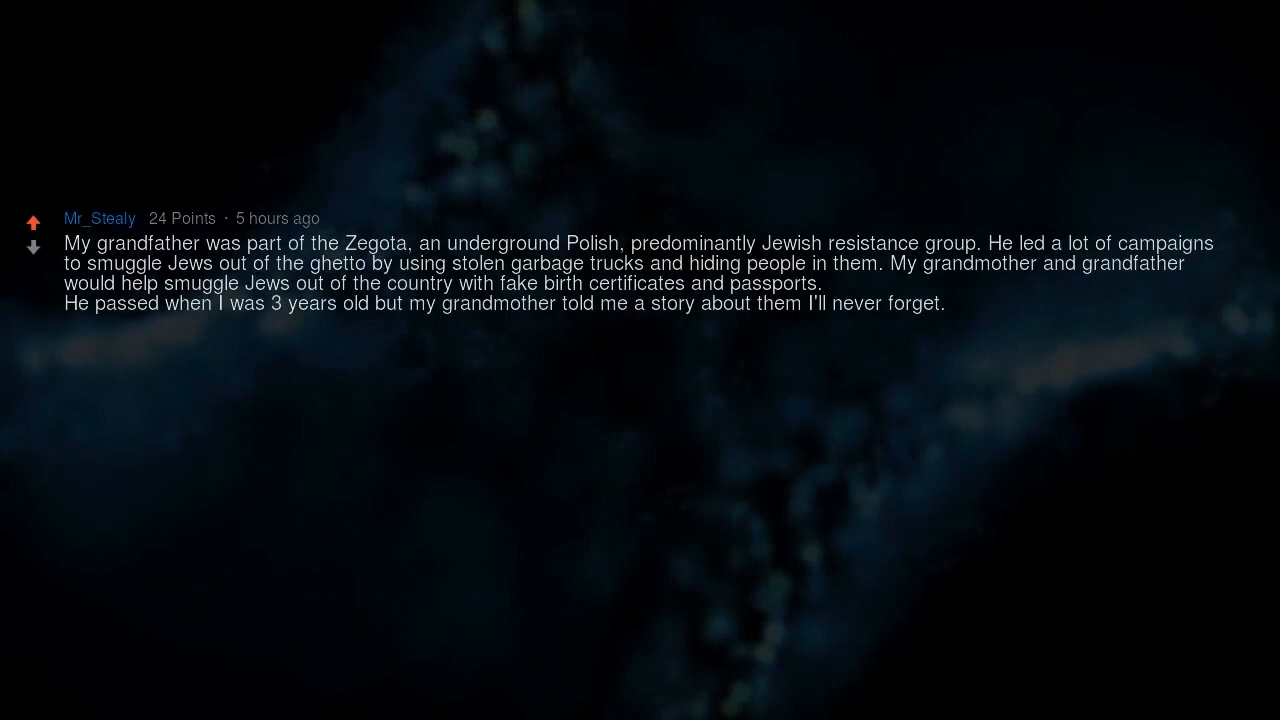 Mr_Stealy 24 Points · 5 hours ago
My grandfather was part of the Zegota, an underground Polish, predominantly Jewish resistance group. He led a lot of campaigns
to smuggle Jews out of the ghetto by using stolen garbage trucks and hiding people in them. My grandmother and grandfather
would help smuggle Jews out of the country with fake birth certificates and passports.
He passed when I was 3 years old but my grandmother told me a story about them I'll never forget.